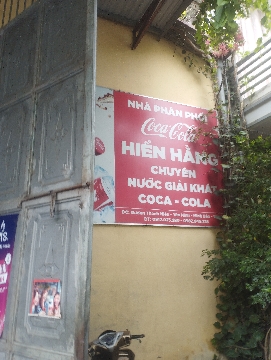 NHÀ PHÂN PHỐI
Coca-Cola
HIỀN HẰNG
CHUYÊN
NƯỚC GIẢI KHÁT
COCA - COLA